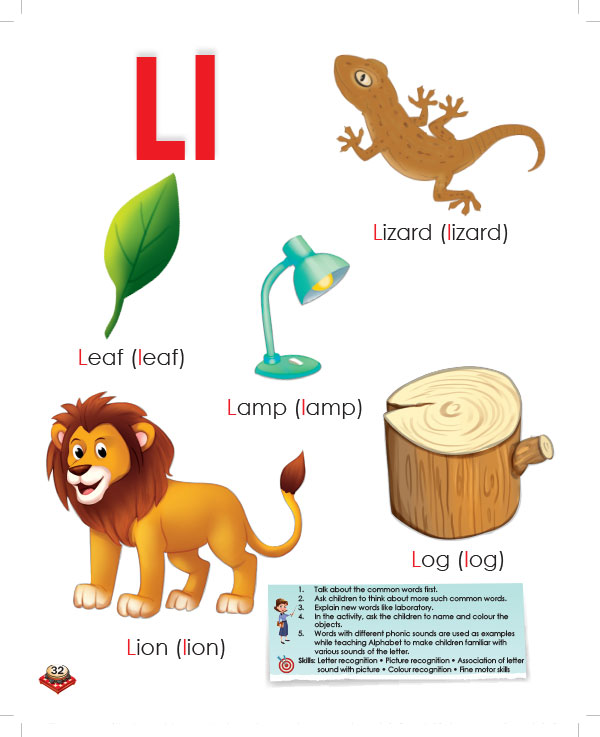 Ll
Lizard (lizard)
Leaf (leaf)
Lamp (lamp)
Log (log)
Lion (lion)
1. Talk about the common words first.
2. Ask children to think about more such common words.
3. Explain new words like laboratory.
4. In the activity, ask the children to name and colour the
objects.
5. Words with different phonic sounds are used as examples
while teaching Alphabet to make children familiar with
various sounds of the letter.
Skills: Letter recognition • Picture recognition • Association of letter
sound with picture • Colour recognition • Fine motor skills
32